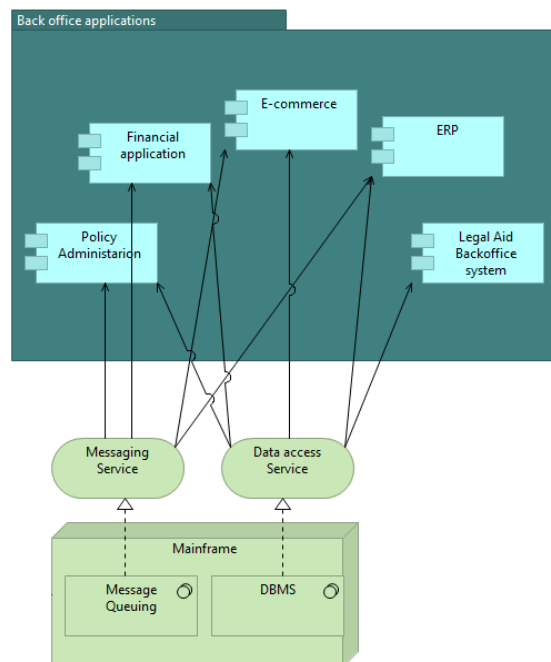 Back office applications
E-commerce
ERP
Financial
application
Policy
Administarion
Legal Aid
Backoffice
system
Messaging
Service
Data access
Service
Mainframe
Message
Queuing
DBMS